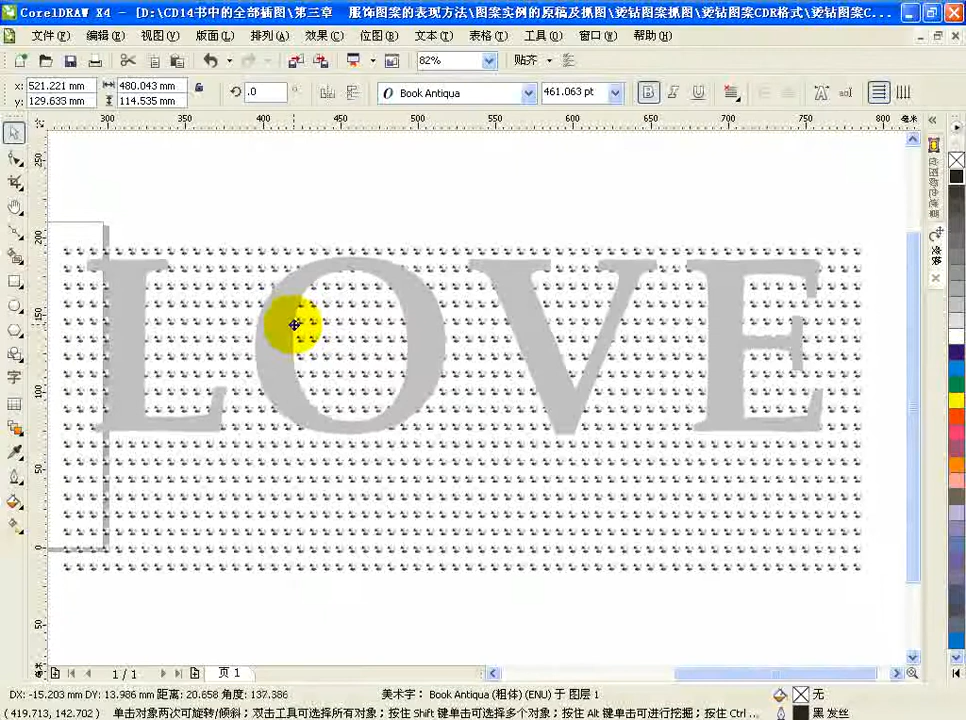 CorelDRAW X4 - [D:\CD14书中的全部插图\第三章　服饰图案的表现方法\图案实例的原稿及抓图\烫钻图案抓图\烫钻图案CDR格式\烫钻图案C...
文件(F) 编辑(E) 视图(V) 版面(L) 排列(A) 效果(C) 位图(B) 文本(T) 表格(T) 工具(O) 窗口(W) 帮助(H)
82% 贴齐
x: 521.221 mm 480.043 mm
y: 129.633 mm 114.535 mm
.0 °
Book Antiqua 461.063 pt
300 350 400 450 500 550 600 650 700 750 800 毫米
250
200
150
100
50
0
50
LOVE
1 / 1 页 1
DX: -15.203 mm DY: 13.986 mm 距离: 20.658 角度: 137.386 美术字: Book Antiqua (粗体) (ENU) 于 图层 1 无
(419.713, 142.702) 单击对象两次可旋转/倾斜；双击工具可选择所有对象；按住 Shift 键单击可选择多个对象；按住 Alt 键单击可进行挖掘；按住 Ctrl ... 黑 发丝